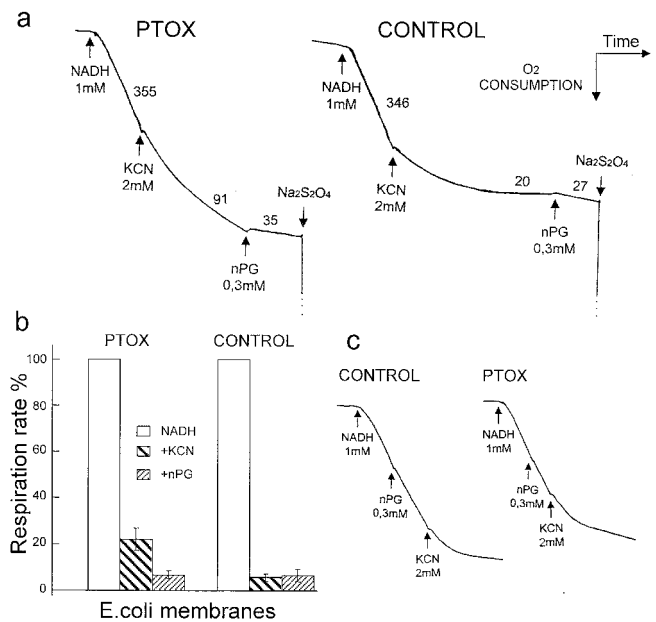 a
PTOX
CONTROL
Time
O2
CONSUMPTION
NADH
1mM
355
KCN
2mM
91
35
Na2S2O4
nPG
0,3mM
NADH
1mM
346
KCN
2mM
20
27
Na2S2O4
nPG
0,3mM
b
PTOX
CONTROL
Respiration rate %
100
80
60
40
20
0
NADH
+KCN
+nPG
E.coli membranes
c
CONTROL
PTOX
NADH
1mM
nPG
0,3mM
KCN
2mM
NADH
1mM
nPG
0,3mM
KCN
2mM